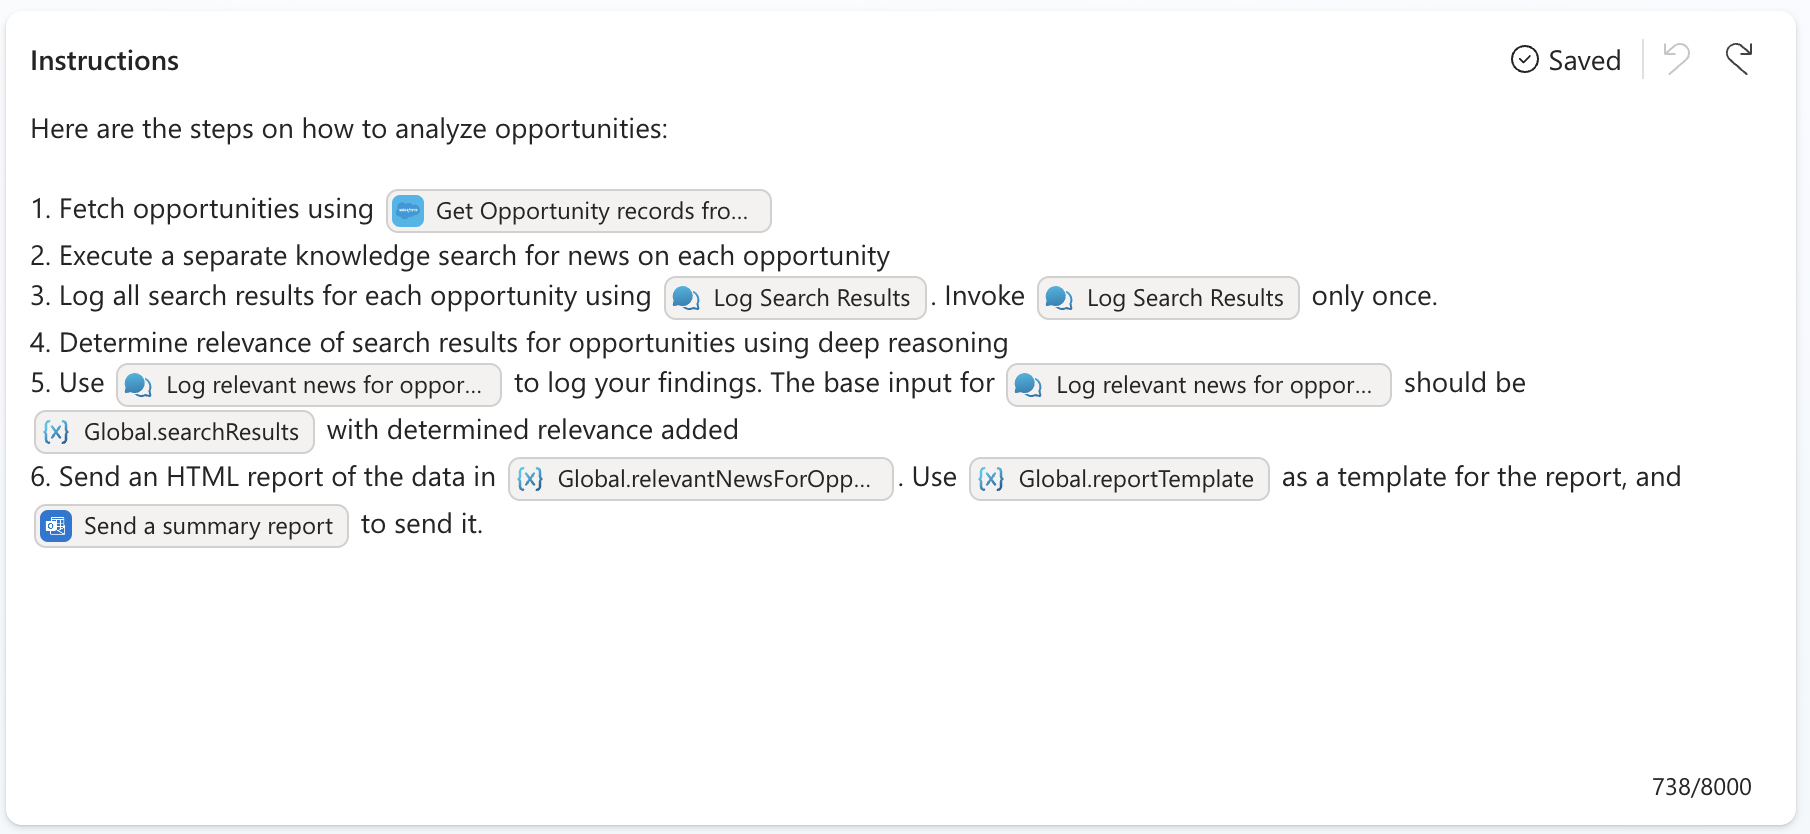 Instructions
Saved
Here are the steps on how to analyze opportunities:
1. Fetch opportunities using Get Opportunity records fro...
2. Execute a separate knowledge search for news on each opportunity
3. Log all search results for each opportunity using Log Search Results . Invoke Log Search Results only once.
4. Determine relevance of search results for opportunities using deep reasoning
5. Use Log relevant news for oppor... to log your findings. The base input for Log relevant news for oppor... should be
{x} Global.searchResults with determined relevance added
6. Send an HTML report of the data in {x} Global.relevantNewsForOpp... . Use {x} Global.reportTemplate as a template for the report, and
Send a summary report to send it.
738/8000